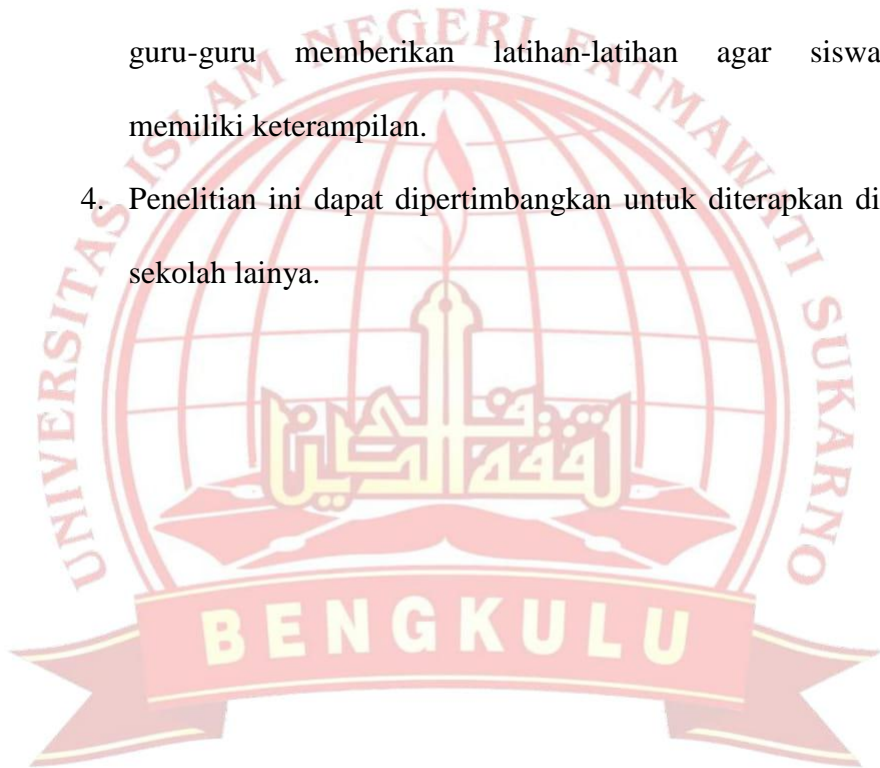 guru-guru memberikan latihan-latihan agar siswa
memiliki keterampilan.
4. Penelitian ini dapat dipertimbangkan untuk diterapkan di
sekolah lainya.
UNIVERSITAS ISLAM NEGERI FATMAWATI SUKARNO
BENGKULU